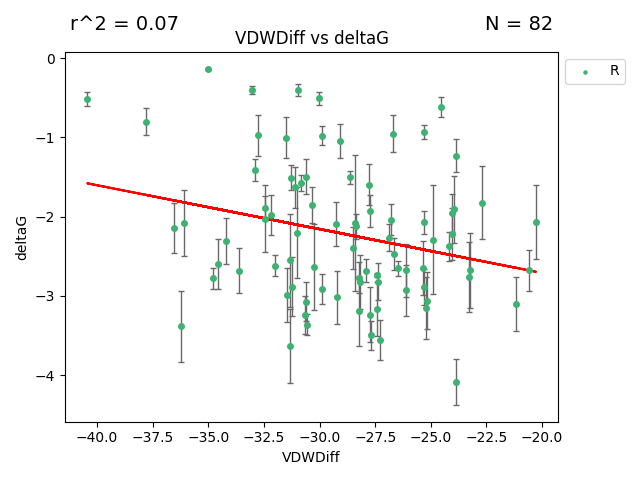 r^2 = 0.07
N = 82
VDWDiff vs deltaG
R
deltaG
0
−1
−2
−3
−4
−40.0 −37.5 −35.0 −32.5 −30.0 −27.5 −25.0 −22.5 −20.0
VDWDiff